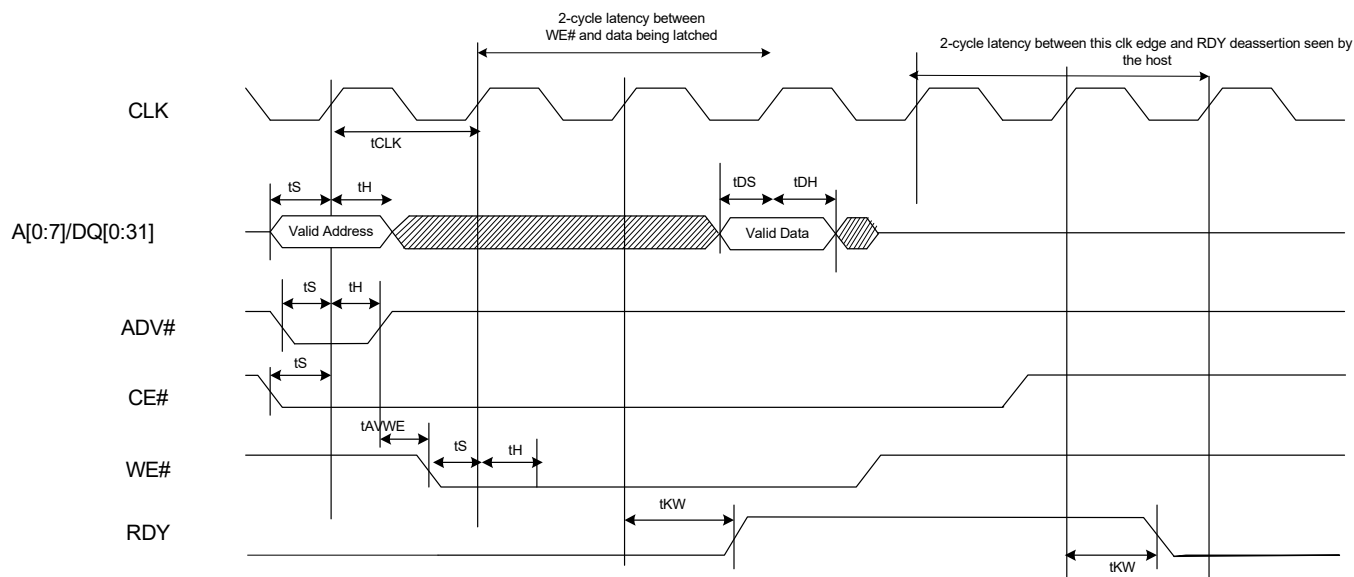 2-cycle latency between
WE# and data being latched
2-cycle latency between this clk edge and RDY deassertion seen by
the host
CLK
tCLK
tS
tH
tDS
tDH
A[0:7]/DQ[0:31]
Valid Address
Valid Data
tS
tH
ADV#
tS
CE#
tAVWE
tS
tH
WE#
tKW
RDY
tKW